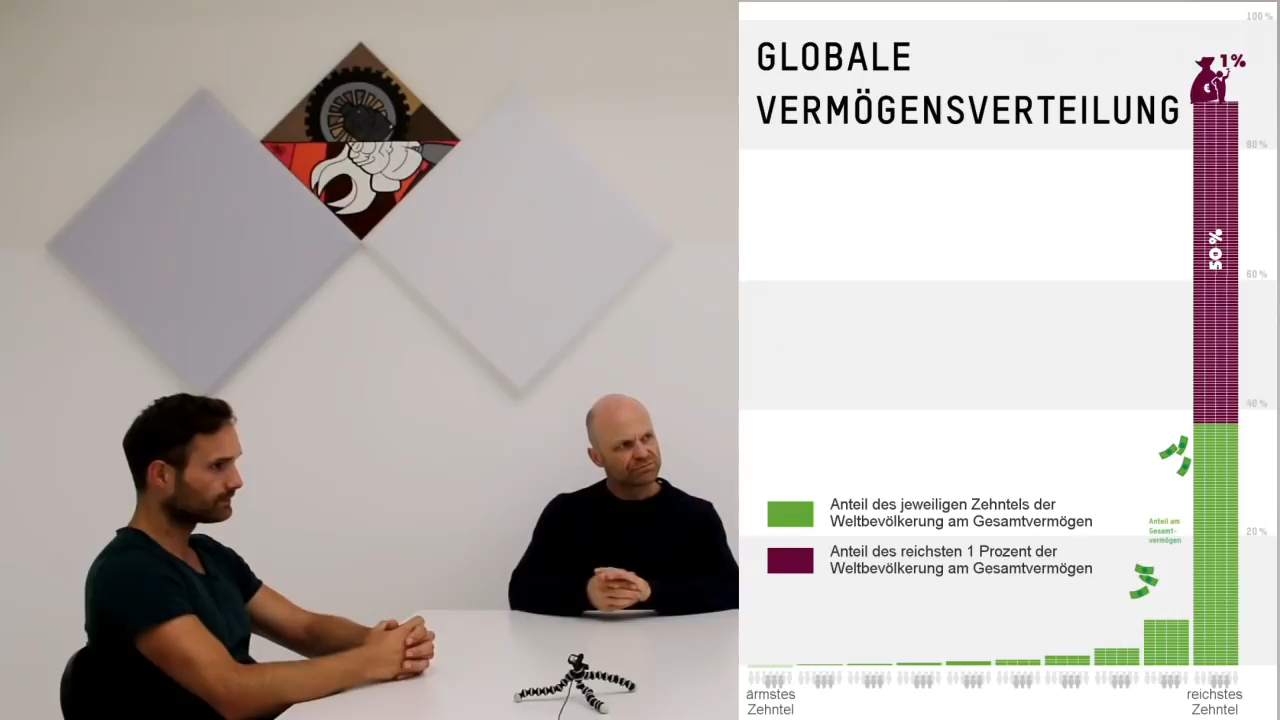 GLOBALE
VERMÖGENSVERTEILUNG
100 %
1%
€
80 %
50 %
60 %
40 %
20 %
Anteil des jeweiligen Zehntels der
Weltbevölkerung am Gesamtvermögen
Anteil des reichsten 1 Prozent der
Weltbevölkerung am Gesamtvermögen
Anteil am
Gesamt-
vermögen
ärmstes
Zehntel
reichstes
Zehntel